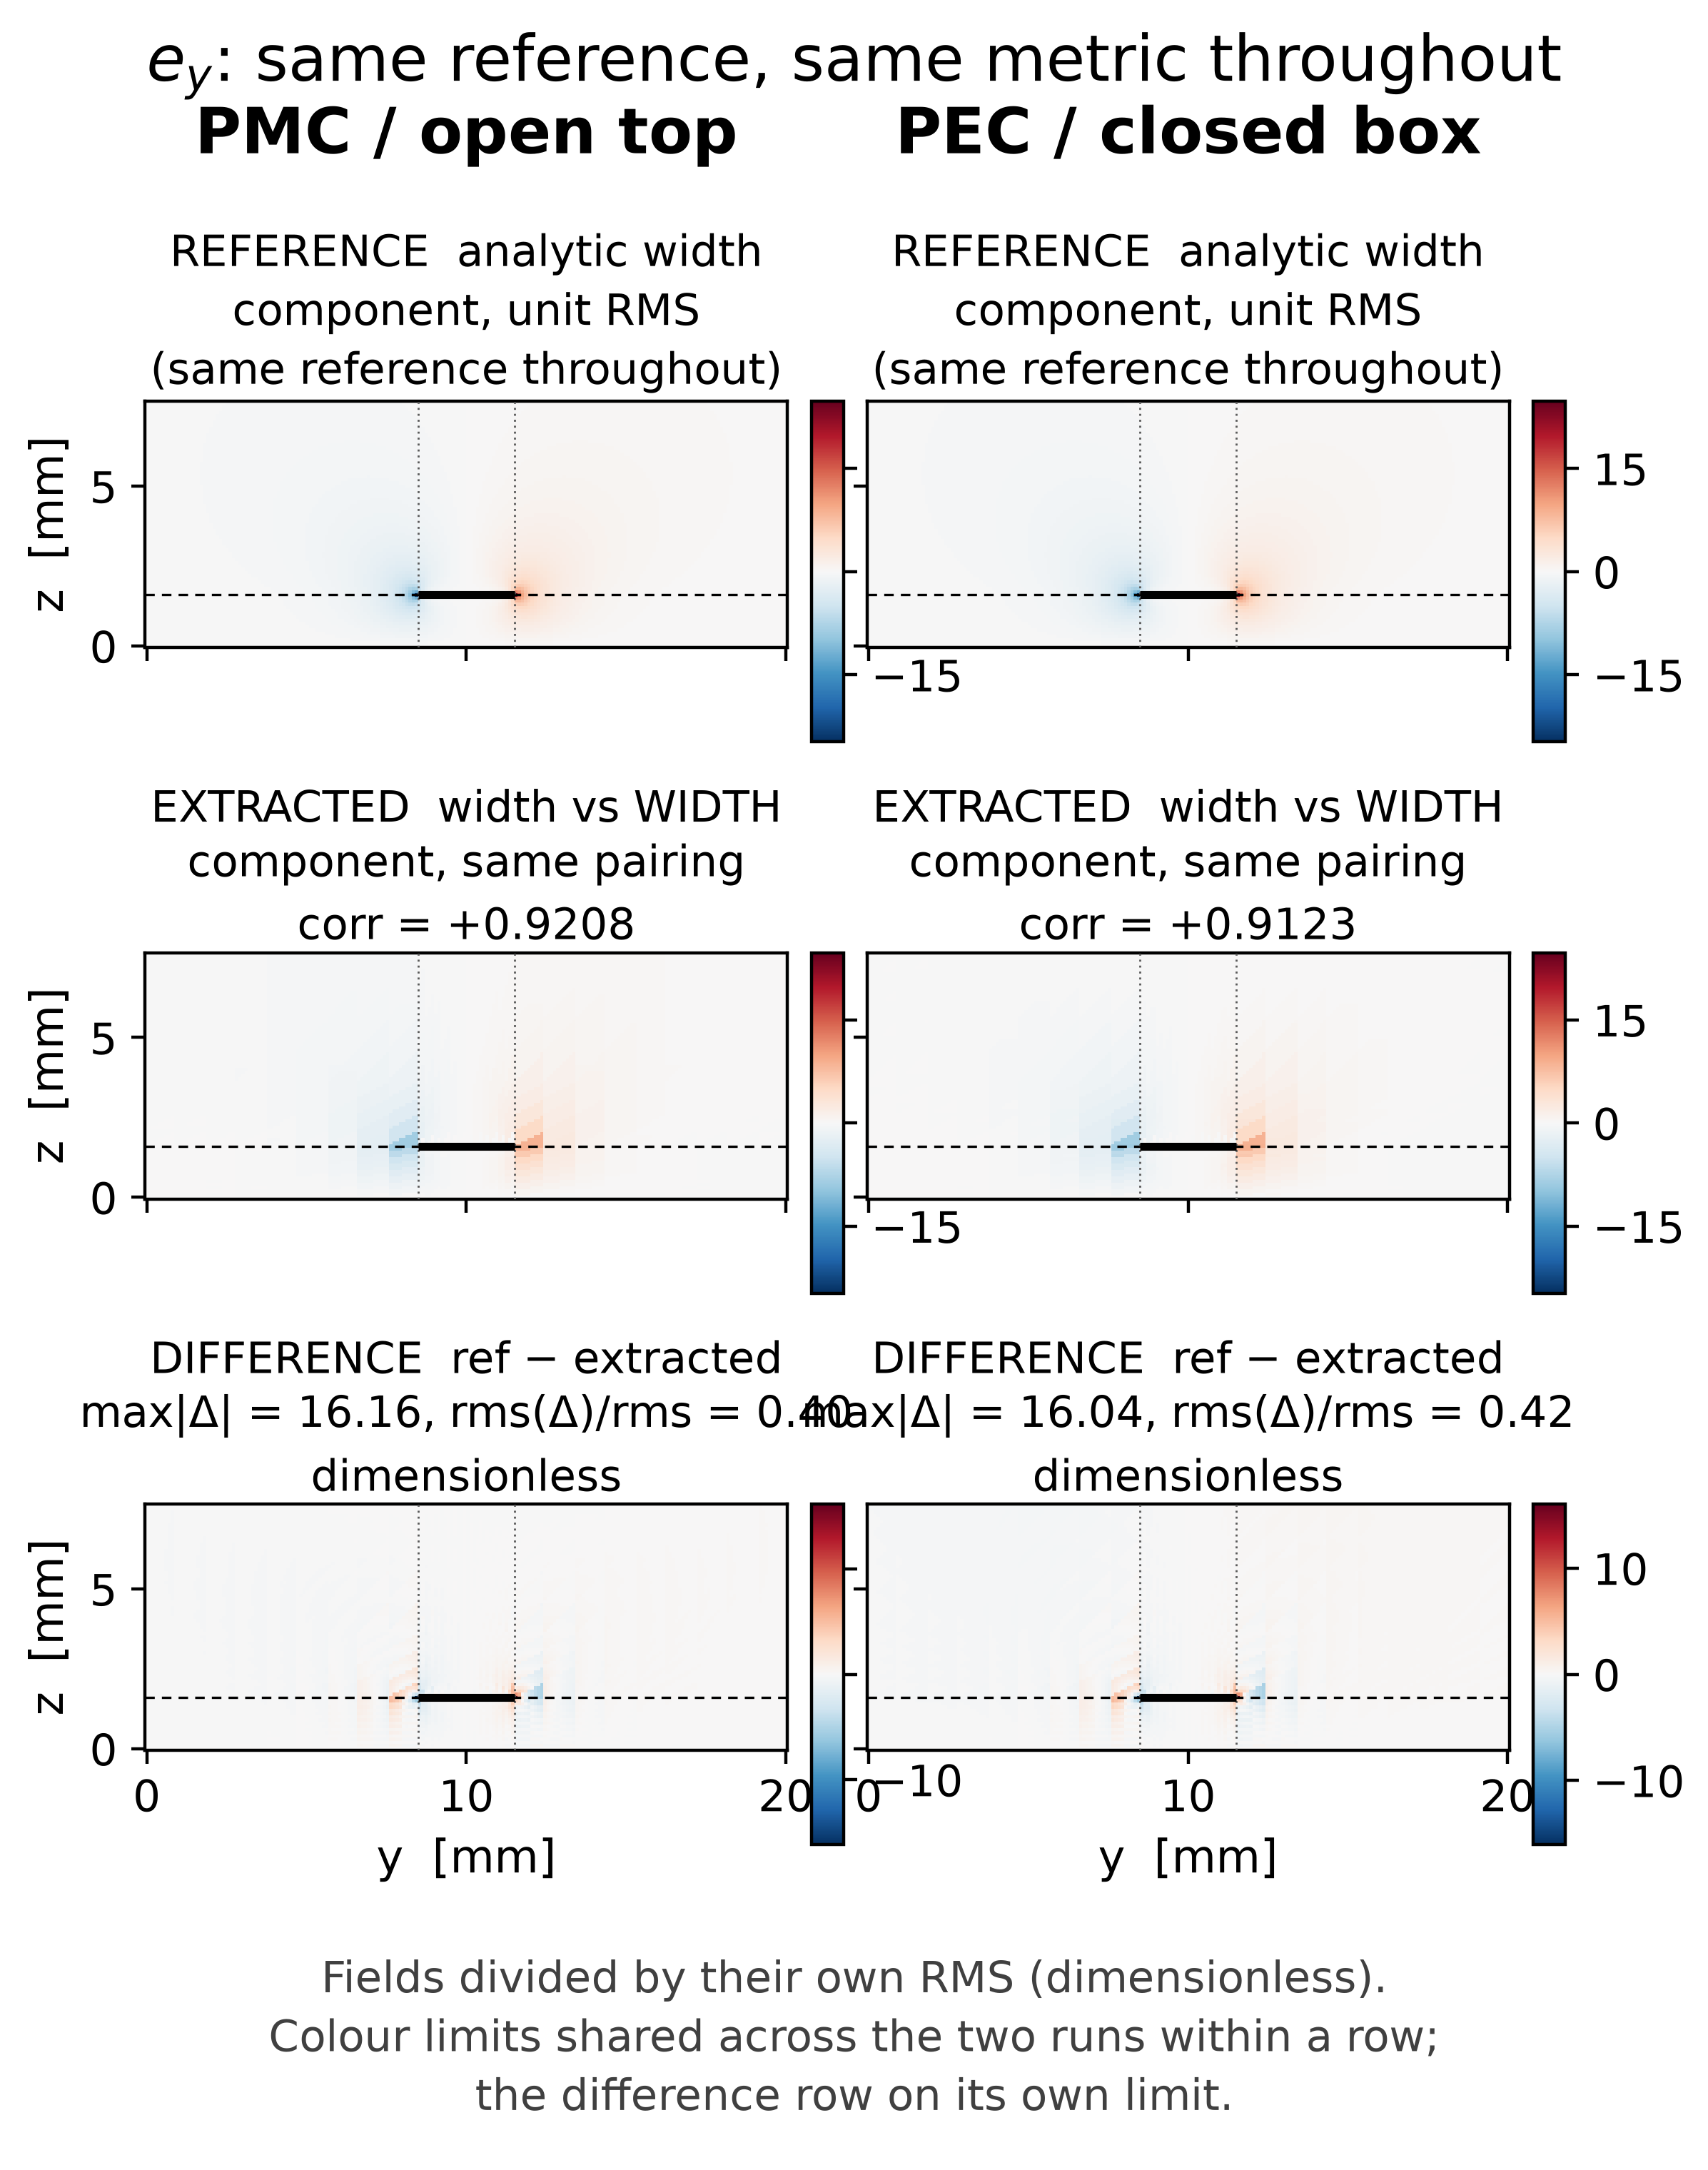 e_y: same reference, same metric throughout
PMC / open top PEC / closed box
REFERENCE analytic width
component, unit RMS
(same reference throughout)
REFERENCE analytic width
component, unit RMS
(same reference throughout)
z [mm]
5
0
−15
15
0
−15
EXTRACTED width vs WIDTH
component, same pairing
corr = +0.9208
EXTRACTED width vs WIDTH
component, same pairing
corr = +0.9123
z [mm]
5
0
−15
15
0
−15
DIFFERENCE ref − extracted
max|Δ| = 16.16, rms(Δ)/rms = 0.40
dimensionless
DIFFERENCE ref − extracted
max|Δ| = 16.04, rms(Δ)/rms = 0.42
dimensionless
z [mm]
5
0
0 10 20
y [mm]
−10
0 10 20
y [mm]
10
0
−10
Fields divided by their own RMS (dimensionless).
Colour limits shared across the two runs within a row;
the difference row on its own limit.